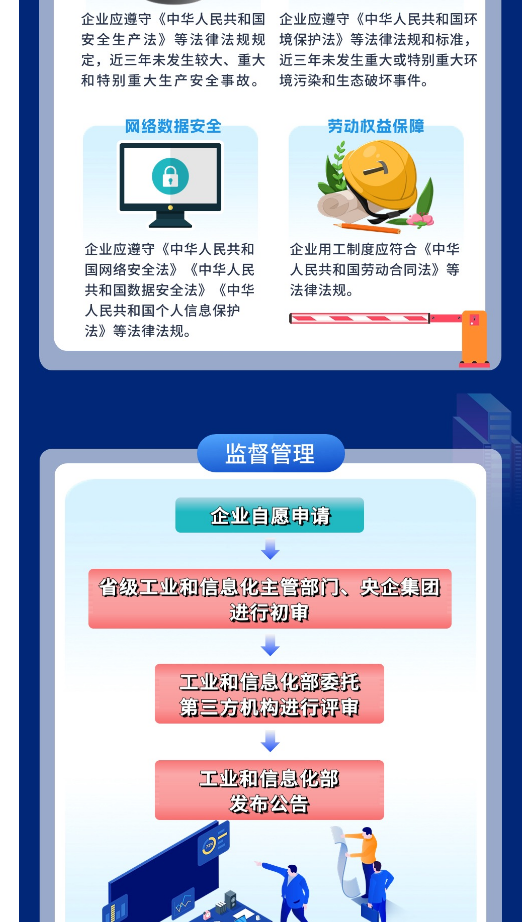 企业应遵守《中华人民共和国
安全生产法》等法律法规规
定，近三年未发生较大、重大
和特别重大生产安全事故。
企业应遵守《中华人民共和国环
境保护法》等法律法规和标准，
近三年未发生重大或特别重大环
境污染和生态破坏事件。
网络数据安全
企业应遵守《中华人民共和
国网络安全法》《中华人民
共和国数据安全法》《中华
人民共和国个人信息保护
法》等法律法规。
劳动权益保障
企业用工制度应符合《中华
人民共和国劳动合同法》等
法律法规。
监督管理
企业自愿申请
省级工业和信息化主管部门、央企集团
进行初审
工业和信息化部委托
第三方机构进行评审
工业和信息化部
发布公告